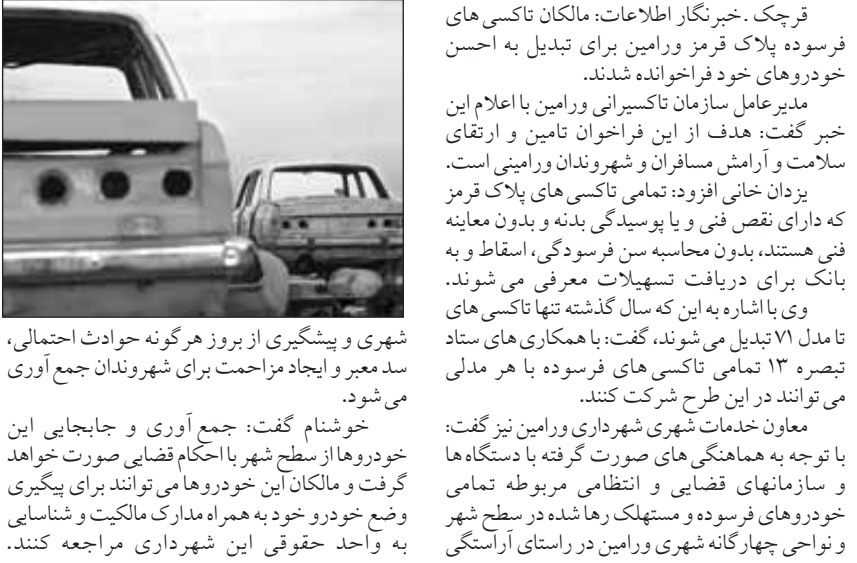 قرچک ـ خبرنگار اطلاعات: مالکان تاکسی های
فرسوده پلاک قرمز ورامین برای تبدیل به احسن
خودروهای خود فراخوانده شدند.
مدیرعامل سازمان تاکسیرانی ورامین با اعلام این
خبر گفت: هدف از این فراخوان تامین و ارتقای
سلامت و آرامش مسافران و شهروندان ورامینی است.
یزدان خانی افزود: تمامی تاکسی های پلاک قرمز
که دارای نقص فنی و یا پوسیدگی بدنه و بدون معاینه
فنی هستند، بدون محاسبه سن فرسودگی، اسقاط و به
بانک برای دریافت تسهیلات معرفی می شوند.
وی با اشاره به این که سال گذشته تنها تاکسی های
تا مدل ۷۱ تبدیل می شوند، گفت: با همکاری های ستاد
تبصره ۱۳ تمامی تاکسی های فرسوده با هر مدلی
می توانند در این طرح شرکت کنند.
معاون خدمات شهری شهرداری ورامین نیز گفت:
با توجه به هماهنگی های صورت گرفته با دستگاه ها
و سازمانهای قضایی و انتظامی مربوطه تمامی
خودروهای فرسوده و مستهلک رها شده در سطح شهر
و نواحی چهارگانه شهری ورامین در راستای آراستگی
شهری و پیشگیری از بروز هرگونه حوادث احتمالی،
سد معبر و ایجاد مزاحمت برای شهروندان جمع آوری
می شود.
خوشنام گفت: جمع آوری و جابجایی این
خودروها از سطح شهر با احکام قضایی صورت خواهد
گرفت و مالکان این خودروها می توانند برای پیگیری
وضع خودرو خود به همراه مدارک مالکیت و شناسایی
به واحد حقوقی این شهرداری مراجعه کنند.